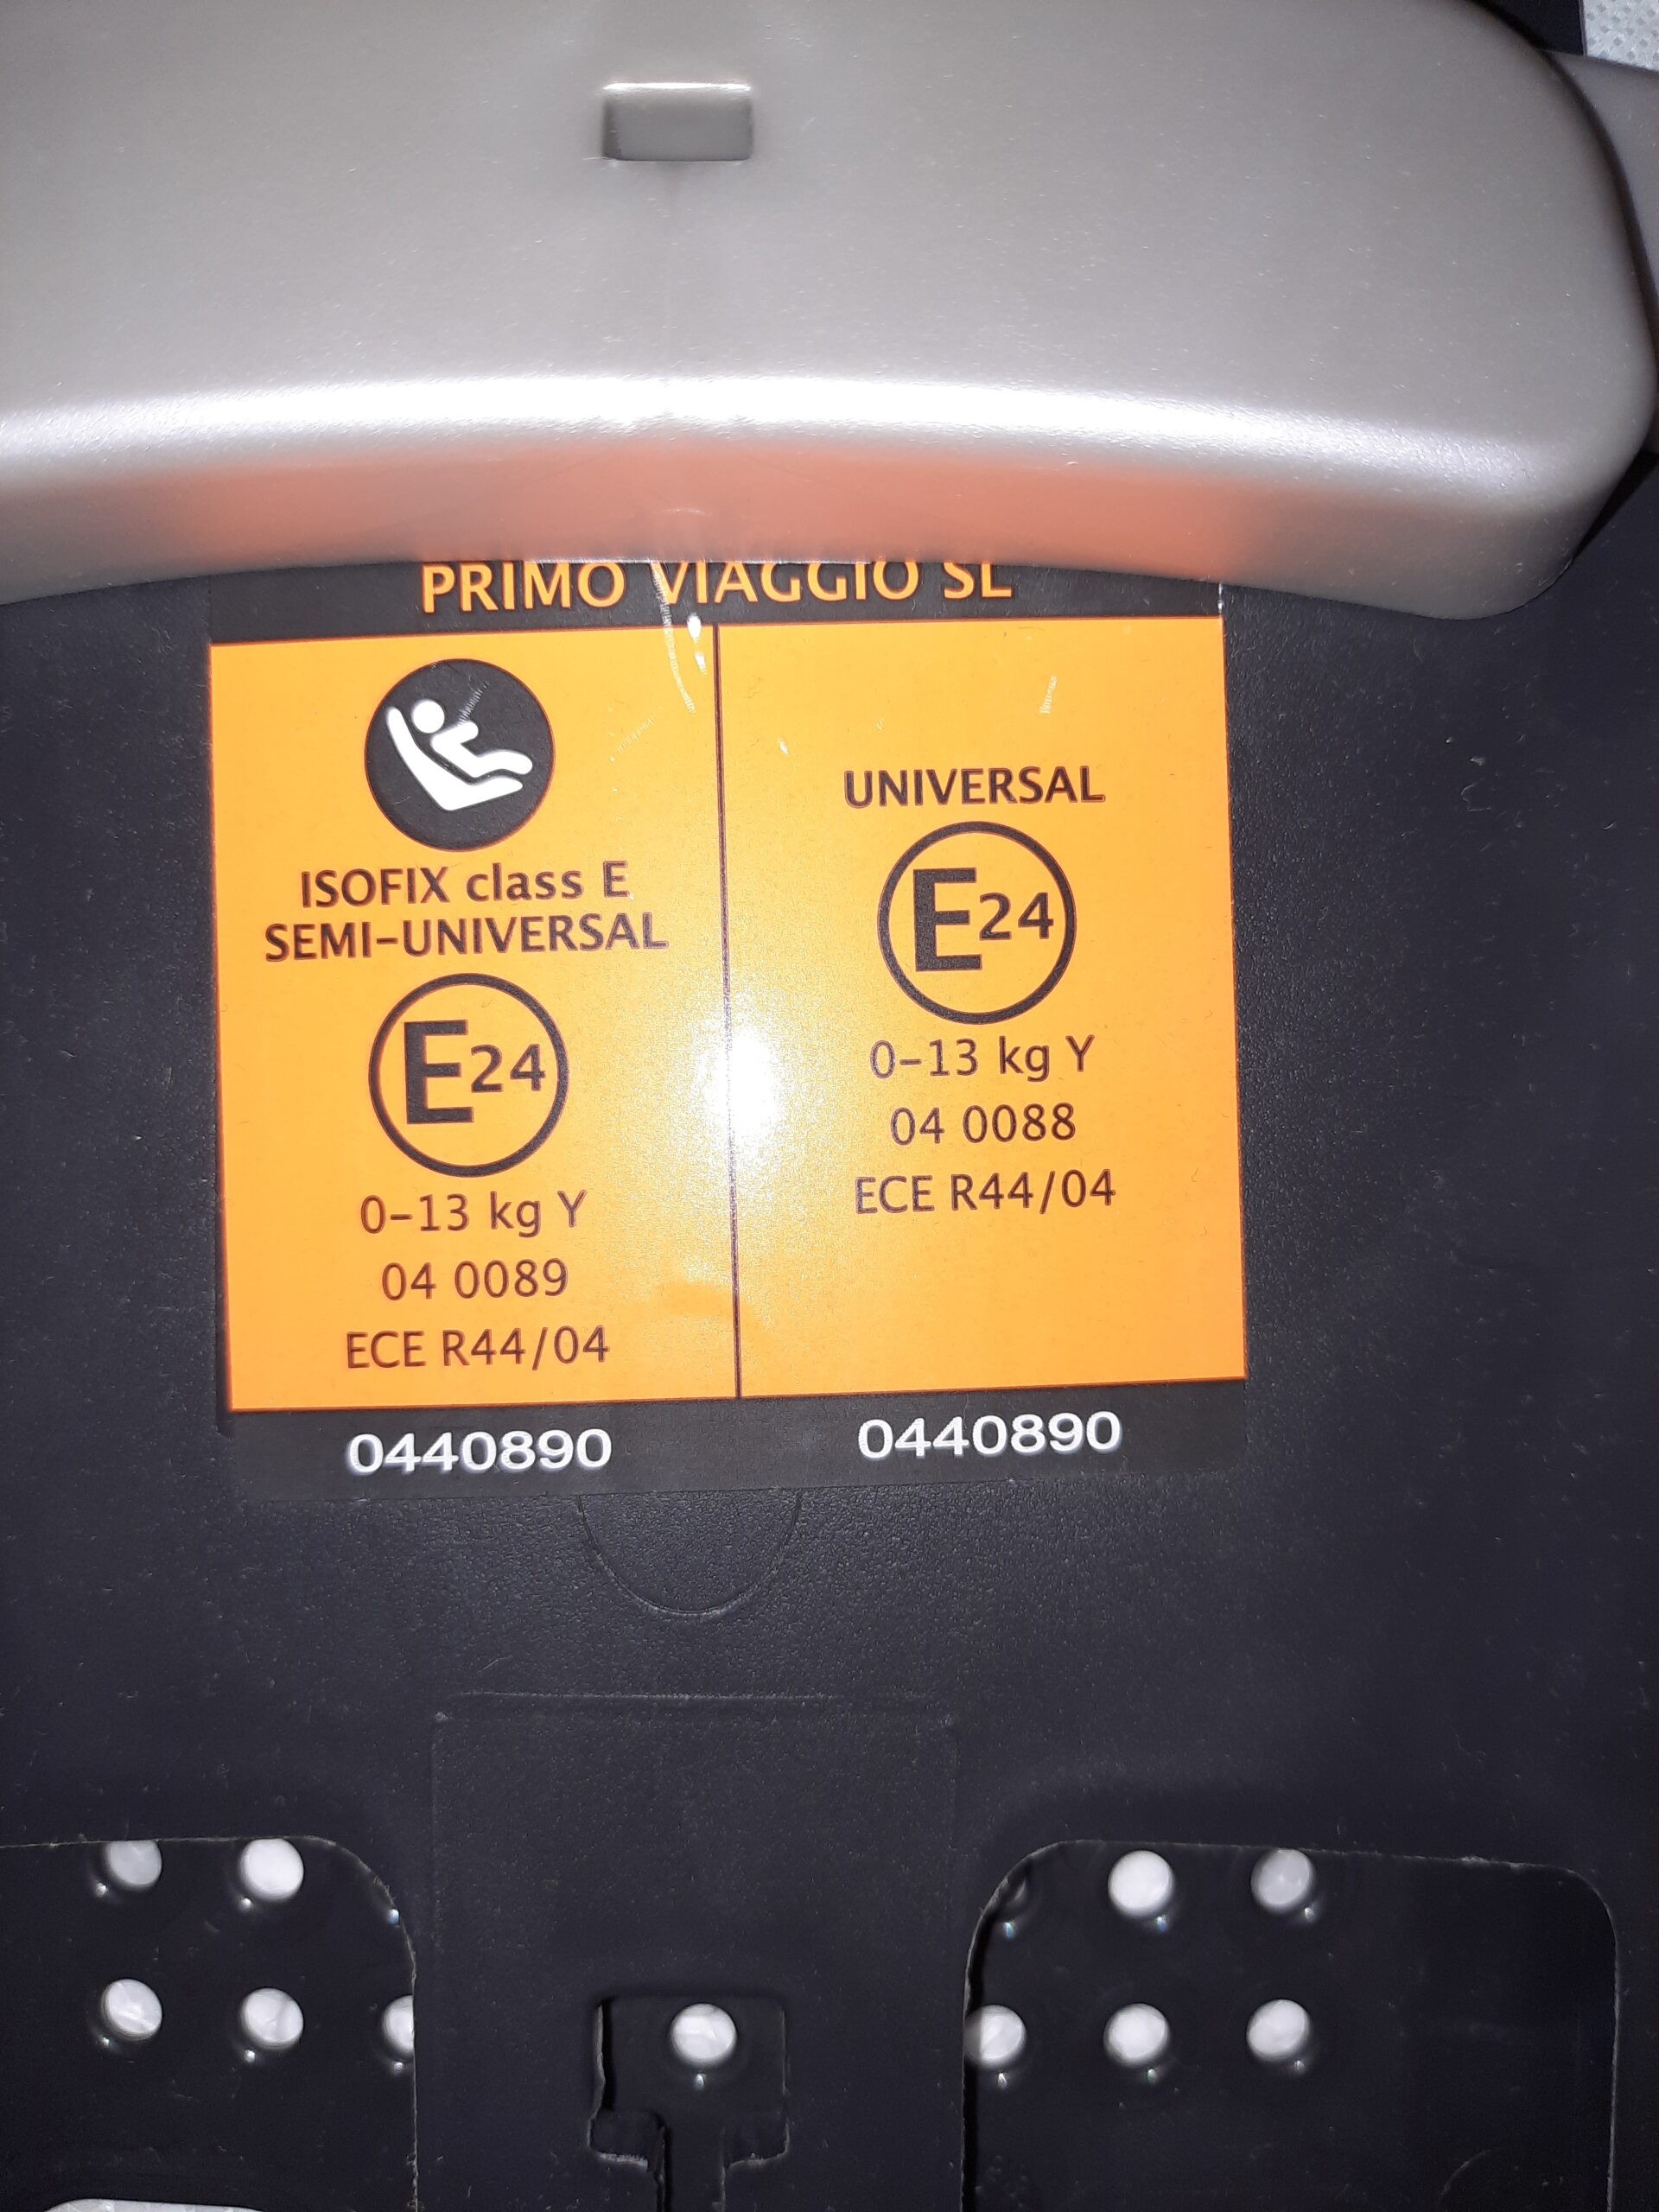 PRIMO VIAGGIO SL
ISOFIX class E
SEMI-UNIVERSAL
E24
0-13 kg Y
04 0089
ECE R44/04
0440890
UNIVERSAL
E24
0-13 kg Y
04 0088
ECE R44/04
0440890